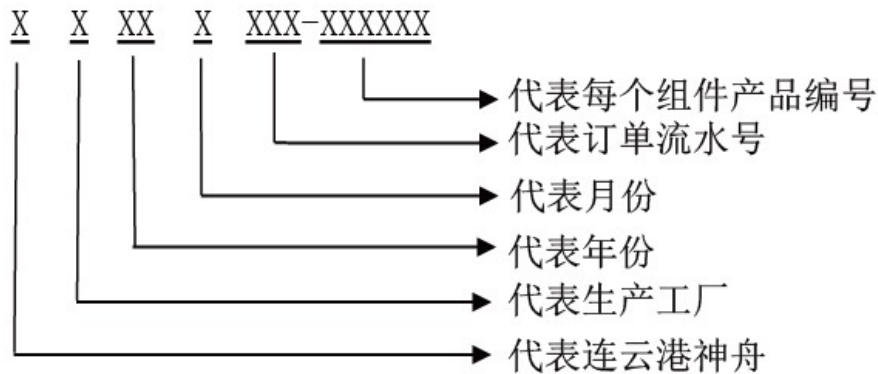 X X XX X XXX-XXXXXX
代表每个组件产品编号
代表订单流水号
代表月份
代表年份
代表生产工厂
代表连云港神舟